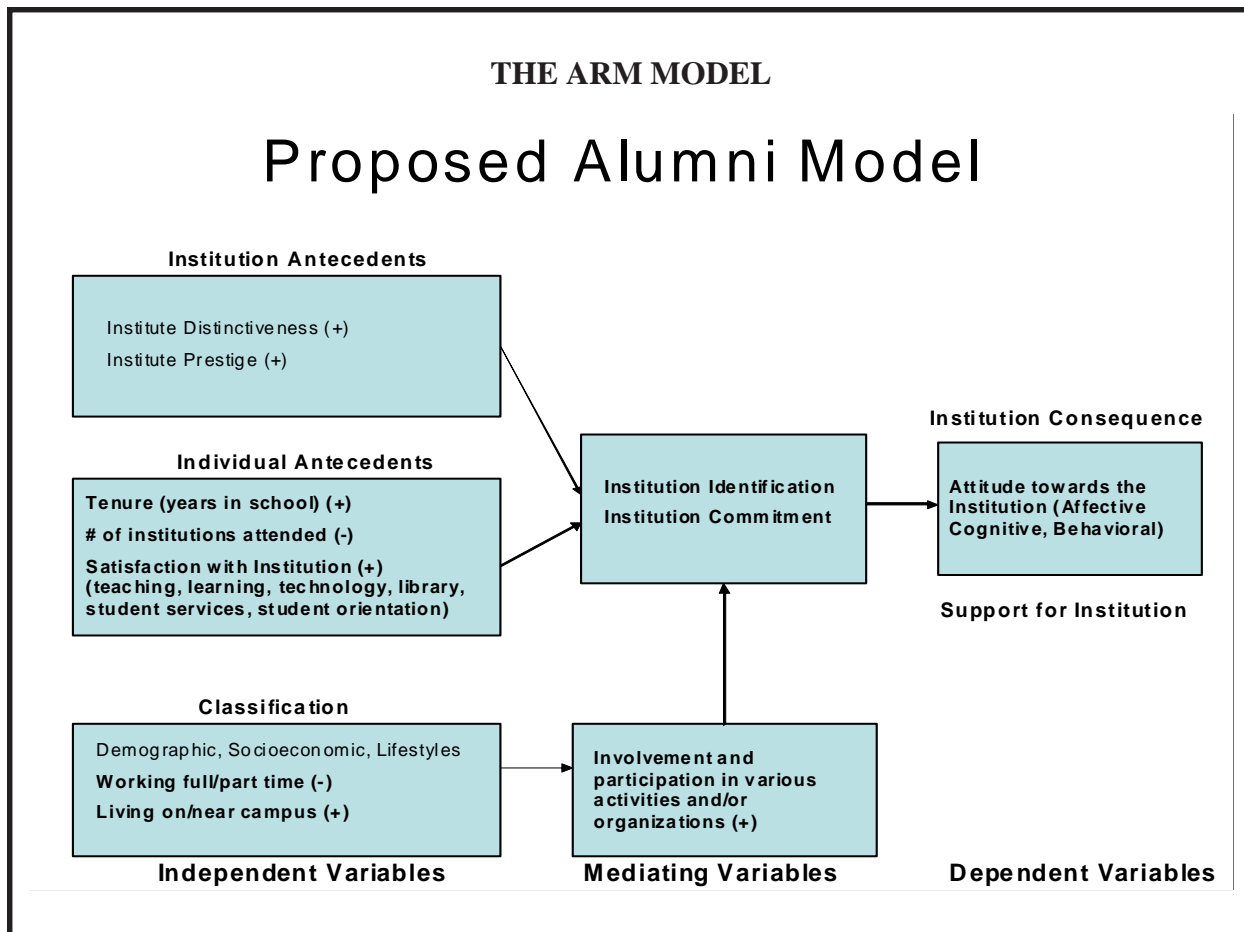 THE ARM MODEL
Proposed Alumni Model
Institution Antecedents
Institute Distinctiveness (+)
Institute Prestige (+)
Individual Antecedents
Tenure (years in school) (+)
# of institutions attended (-)
Satisfaction with Institution (+)
(teaching, learning, technology, library,
student services, student orientation)
Classification
Demographic, Socioeconomic, Lifestyles
Working full/part time (-)
Living on/near campus (+)
Independent Variables
Institution Identification
Institution Commitment
Involvement and
participation in various
activities and/or
organizations (+)
Mediating Variables
Institution Consequence
Attitude towards the
Institution (Affective
Cognitive, Behavioral)
Support for Institution
Dependent Variables